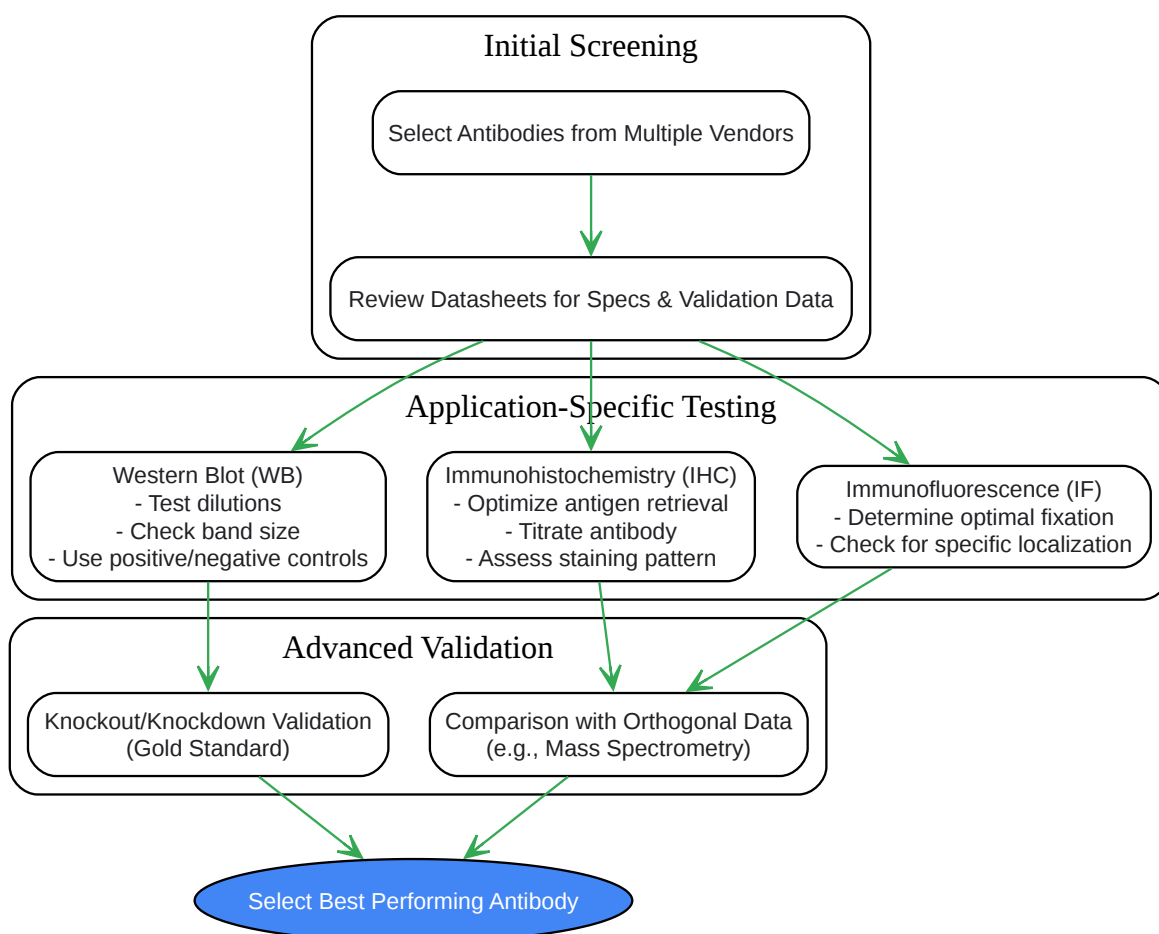 Initial Screening
Select Antibodies from Multiple Vendors
Review Datasheets for Specs & Validation Data
Application-Specific Testing
Western Blot (WB)
- Test dilutions
- Check band size
- Use positive/negative controls
Immunohistochemistry (IHC)
- Optimize antigen retrieval
- Titrate antibody
- Assess staining pattern
Immunofluorescence (IF)
- Determine optimal fixation
- Check for specific localization
Advanced Validation
Knockout/Knockdown Validation
(Gold Standard)
Comparison with Orthogonal Data
(e.g., Mass Spectrometry)
Select Best Performing Antibody